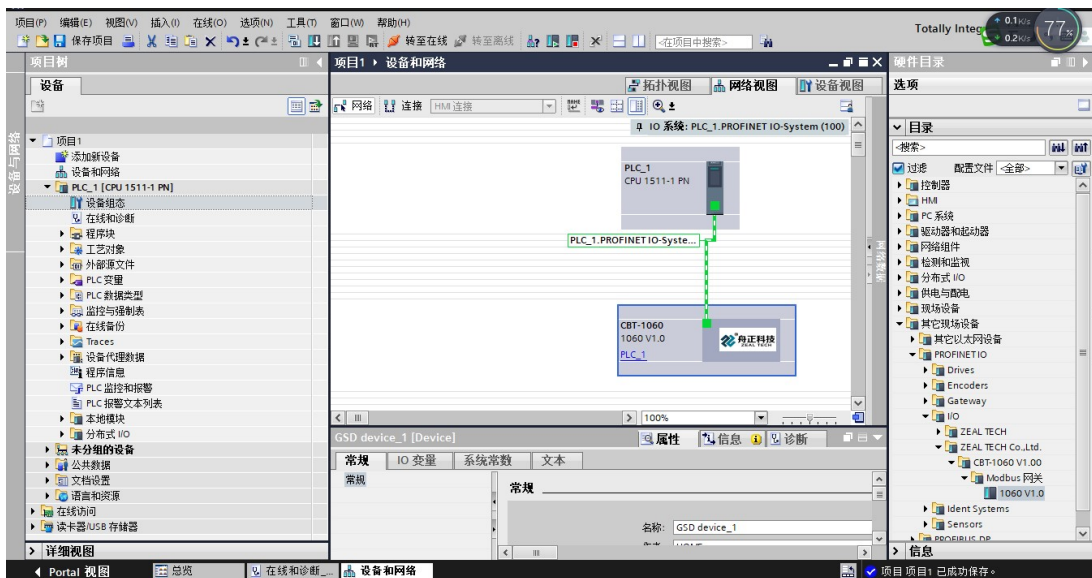 项目(P) 编辑(E) 视图(V) 插入(I) 在线(O) 选项(N) 工具(T) 窗口(W) 帮助(H)
Totally Integ
0.1K/s
0.2K/s
77%
保存项目 转至在线 转至离线 <在项目中搜索>
项目树
项目1 ▸ 设备和网络
硬件目录
设备
拓扑视图 网络视图 设备视图
选项
网络 连接 HMI 连接
设备与网络
IO 系统: PLC_1.PROFINET IO-System (100)
项目1
添加新设备
设备和网络
PLC_1 [CPU 1511-1 PN]
设备组态
在线和诊断
程序块
工艺对象
外部源文件
PLC 变量
PLC 数据类型
监控与强制表
在线备份
Traces
设备代理数据
程序信息
PLC 监控和报警
PLC 报警文本列表
本地模块
分布式 I/O
未分组的设备
公共数据
文档设置
语言和资源
在线访问
读卡器/USB 存储器
详细视图
PLC_1
CPU 1511-1 PN
PLC_1.PROFINET IO-Syste...
CBT-1060
1060 V1.0
PLC_1
舟正科技
ZEAL TECH
网络数据
100%
GSD device_1 [Device]
属性 信息 诊断
常规 IO 变量 系统常数 文本
常规
常规
名称: GSD device_1
目录
<搜索>
过滤 配置文件 <全部>
控制器
HMI
PC 系统
驱动器和起动器
网络组件
检测和监视
分布式 I/O
供电与配电
现场设备
其它现场设备
其它以太网设备
PROFINET IO
Drives
Encoders
Gateway
I/O
ZEAL TECH
ZEAL TECH Co.,Ltd.
CBT-1060 V1.00
Modbus 网关
1060 V1.0
Ident Systems
Sensors
PROFIBUS DP
信息
Portal 视图 总览 在线和诊断_... 设备和网络
项目 项目1 已成功保存。